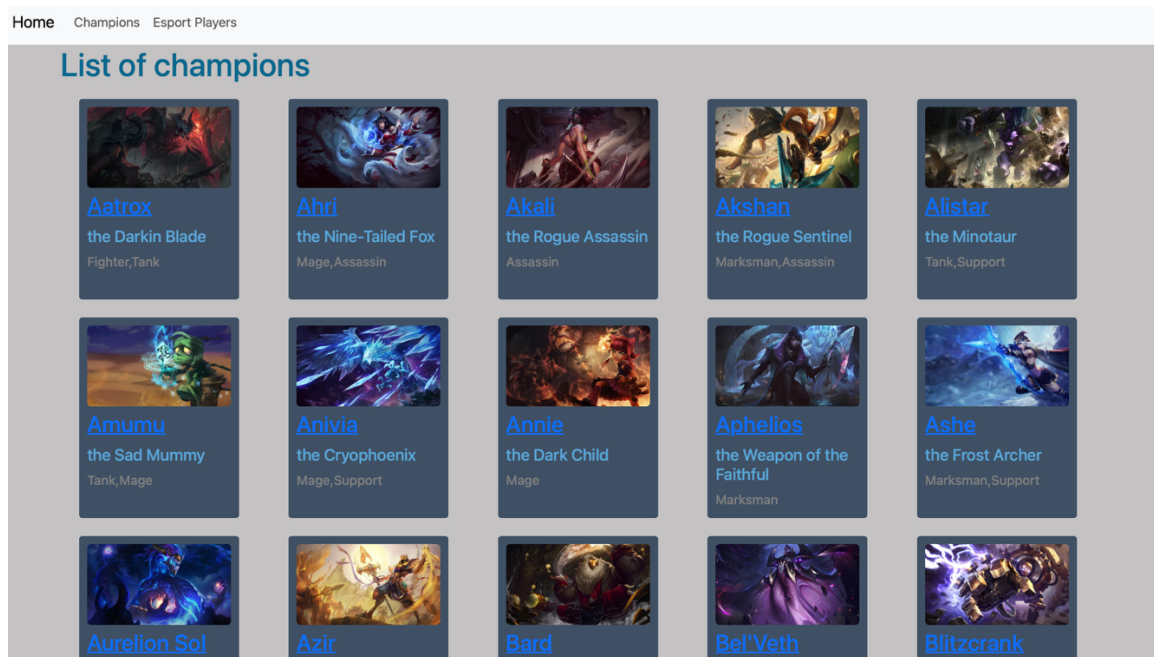 Home Champions Esport Players
List of champions
Aatrox
the Darkin Blade
Fighter,Tank
Ahri
the Nine-Tailed Fox
Mage,Assassin
Akali
the Rogue Assassin
Assassin
Akshan
the Rogue Sentinel
Marksman,Assassin
Alistar
the Minotaur
Tank,Support
Amumu
the Sad Mummy
Tank,Mage
Anivia
the Cryophoenix
Mage,Support
Annie
the Dark Child
Mage
Aphelios
the Weapon of the
Faithful
Marksman
Ashe
the Frost Archer
Marksman,Support
Aurelion Sol
Azir
Bard
Bel'Veth
Blitzcrank